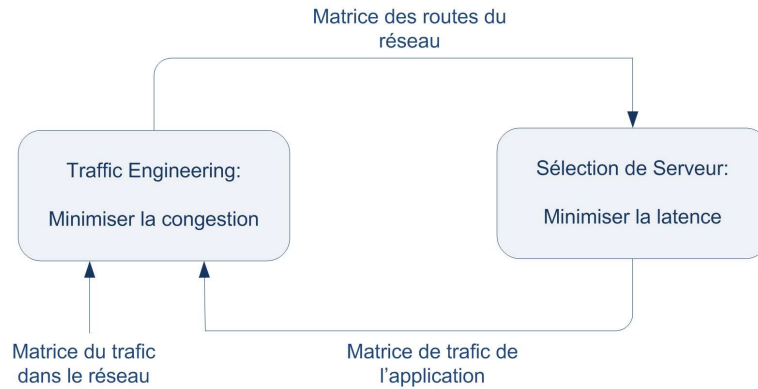 Matrice des routes du
réseau
Traffic Engineering:
Minimiser la congestion
Sélection de Serveur:
Minimiser la latence
Matrice du trafic
dans le réseau
Matrice de trafic de
l'application